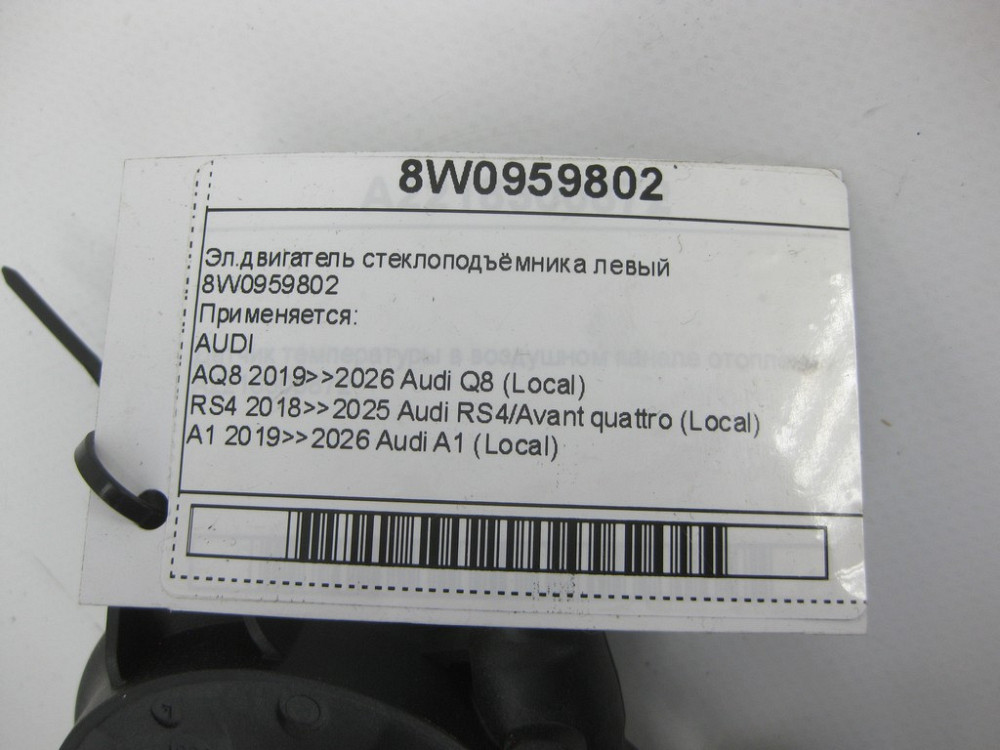 8W0959802
Эл.двигатель стеклоподъёмника левый
8W0959802
Применяется:
AUDI
AQ8 2019>>2026 Audi Q8 (Local)
RS4 2018>>2025 Audi RS4/Avant quattro (Local)
A1 2019>>2026 Audi A1 (Local)